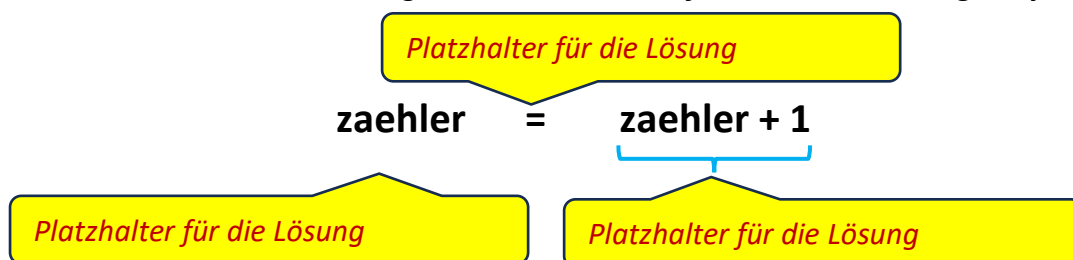 Platzhalter für die Lösung
zaehler = zaehler + 1
Platzhalter für die Lösung Platzhalter für die Lösung